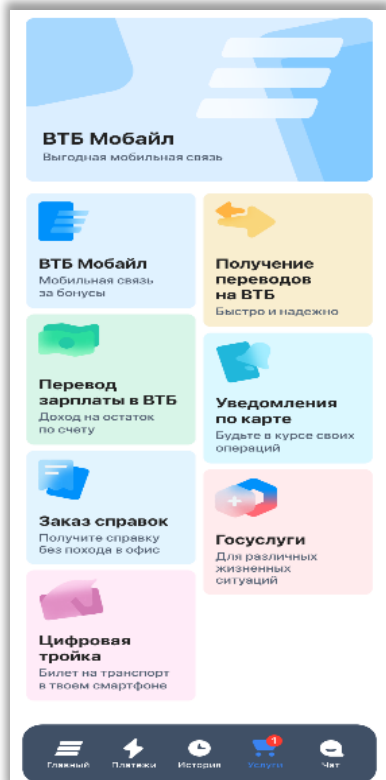 ВТБ Мобайл
Выгодная мобильная связь
ВТБ Мобайл
Мобильная связь
за бонусы
Получение
переводов
на ВТБ
Быстро и надежно
Перевод
зарплаты в ВТБ
Доход на остаток
по счету
Уведомления
по карте
Будьте в курсе своих
операций
Заказ справок
Получите справку
без похода в офис
Госуслуги
Для различных
жизненных
ситуаций
Цифровая
тройка
Билет на транспорт
в твоем смартфоне
1
Главный Платежи История Услуги Чат